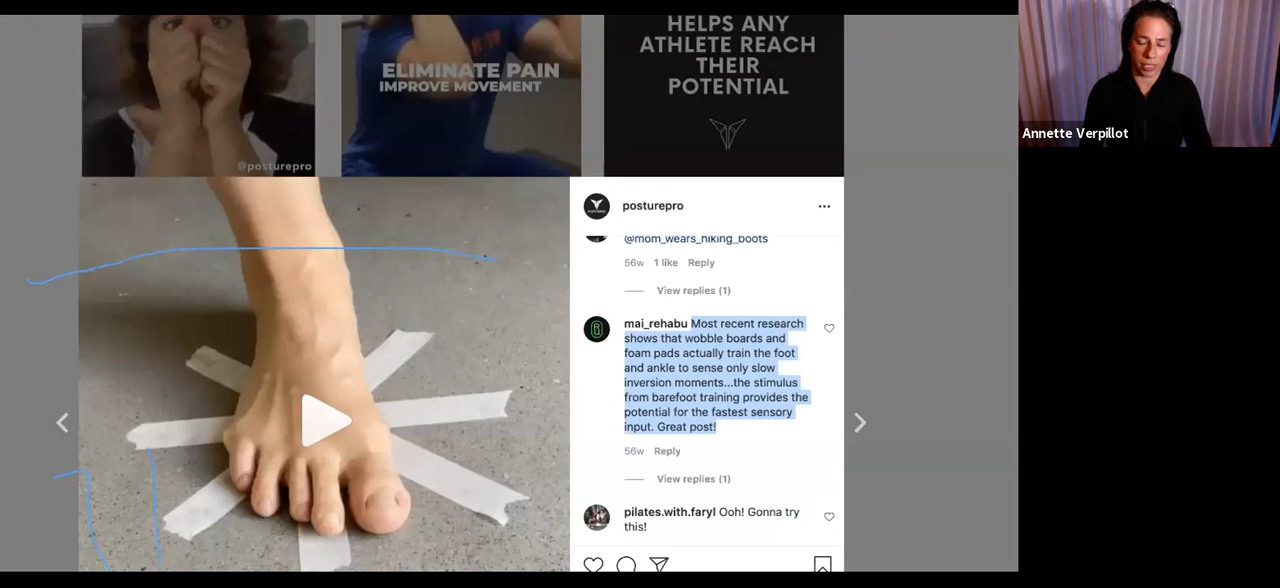 HELPS ANY
ATHLETE REACH
THEIR
POTENTIAL
ELIMINATE PAIN
IMPROVE MOVEMENT
@posturepro
Annette Verpillot
posturepro
@mom_wears_hiking_boots
56w 1 like Reply
View replies (1)
mai_rehabu Most recent research
shows that wobble boards and
foam pads actually train the foot
and ankle to sense only slow
inversion moments...the stimulus
from barefoot training provides the
potential for the fastest sensory
input. Great post!
56w Reply
View replies (1)
pilates.with.faryl Ooh! Gonna try
this!